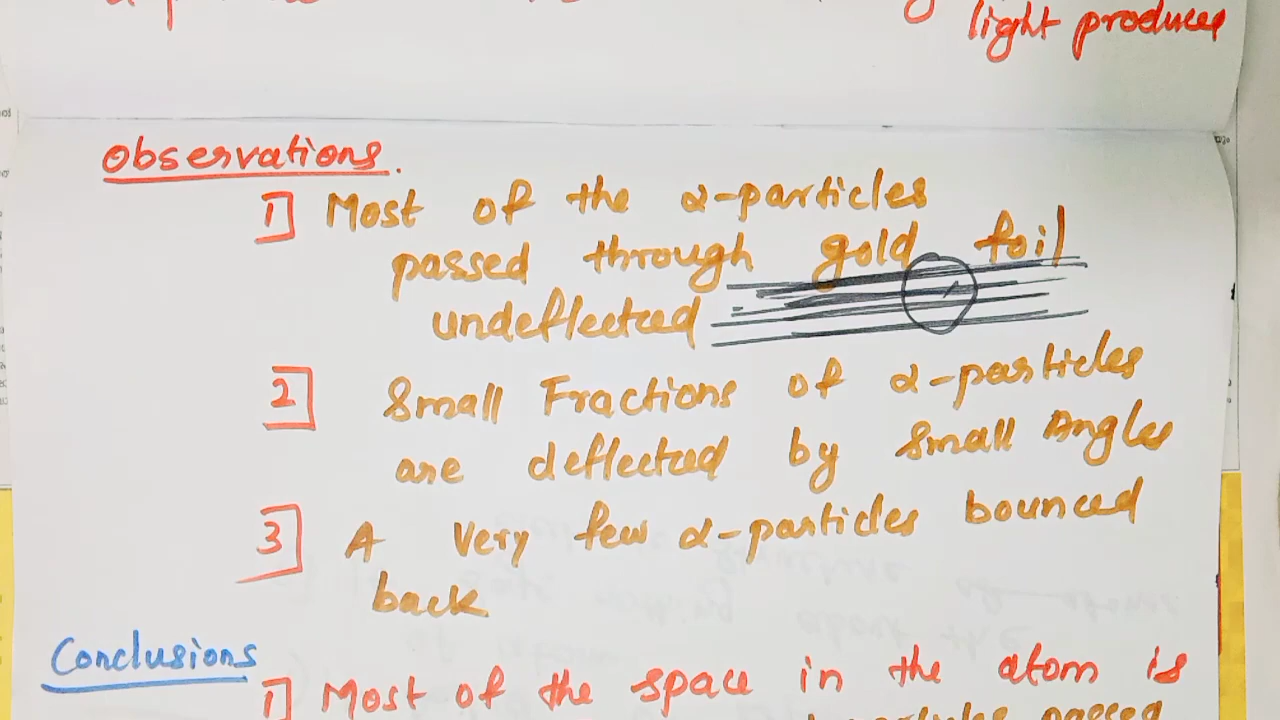 light produces
Observations.
1] Most of the α-particles
passed through gold foil
undeflected
2] Small Fractions of α-particles
are deflected by Small Angles
3] A very few α-particles bounced
back
Conclusions
1] Most of the space in the atom is
passed